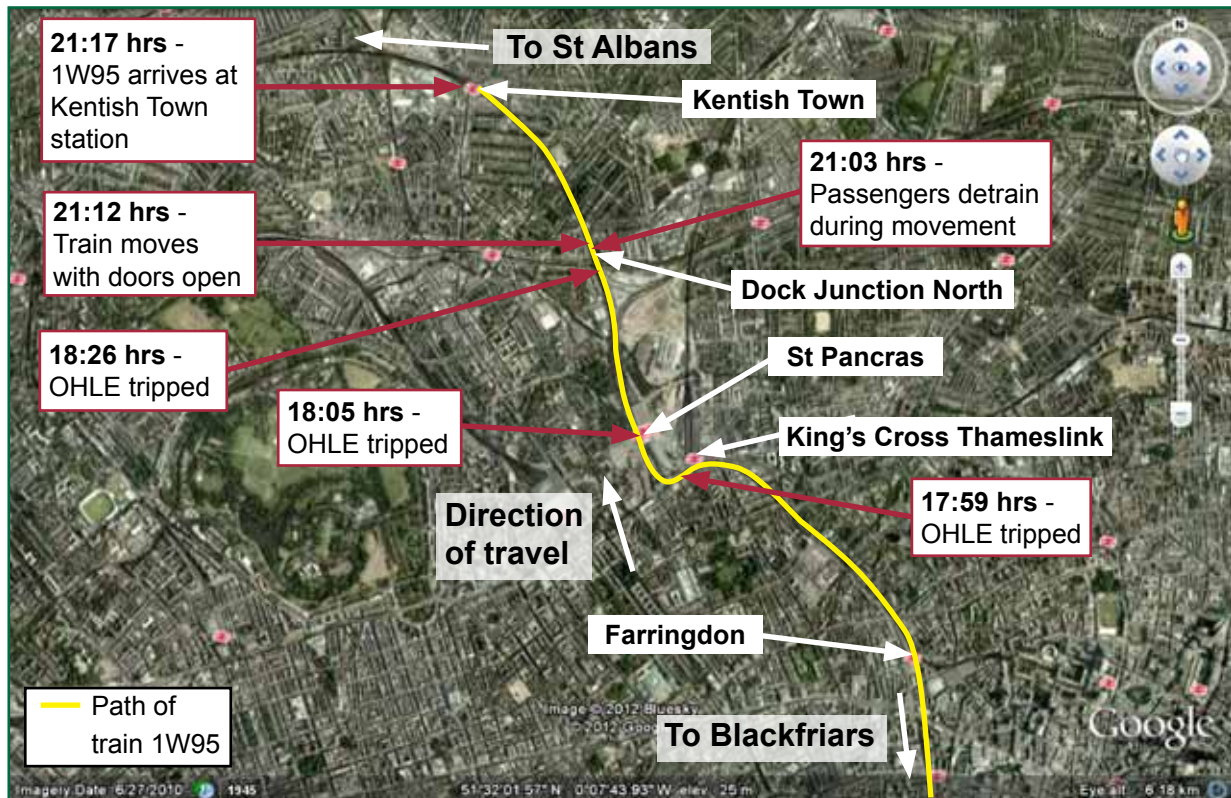 21:17 hrs -
1W95 arrives at
Kentish Town
station
To St Albans
Kentish Town
21:03 hrs -
Passengers detrain
during movement
21:12 hrs -
Train moves
with doors open
Dock Junction North
18:26 hrs -
OHLE tripped
St Pancras
18:05 hrs -
OHLE tripped
King's Cross Thameslink
17:59 hrs -
OHLE tripped
Direction
of travel
Farringdon
Path of
train 1W95
To Blackfriars
Image © 2012 Bluesky
© 2012 Google
Google
Imagery Date: 6/27/2010 1945 51°32'01.57" N 0°07'43.93" W elev 25 m Eye alt 6.18 km
N